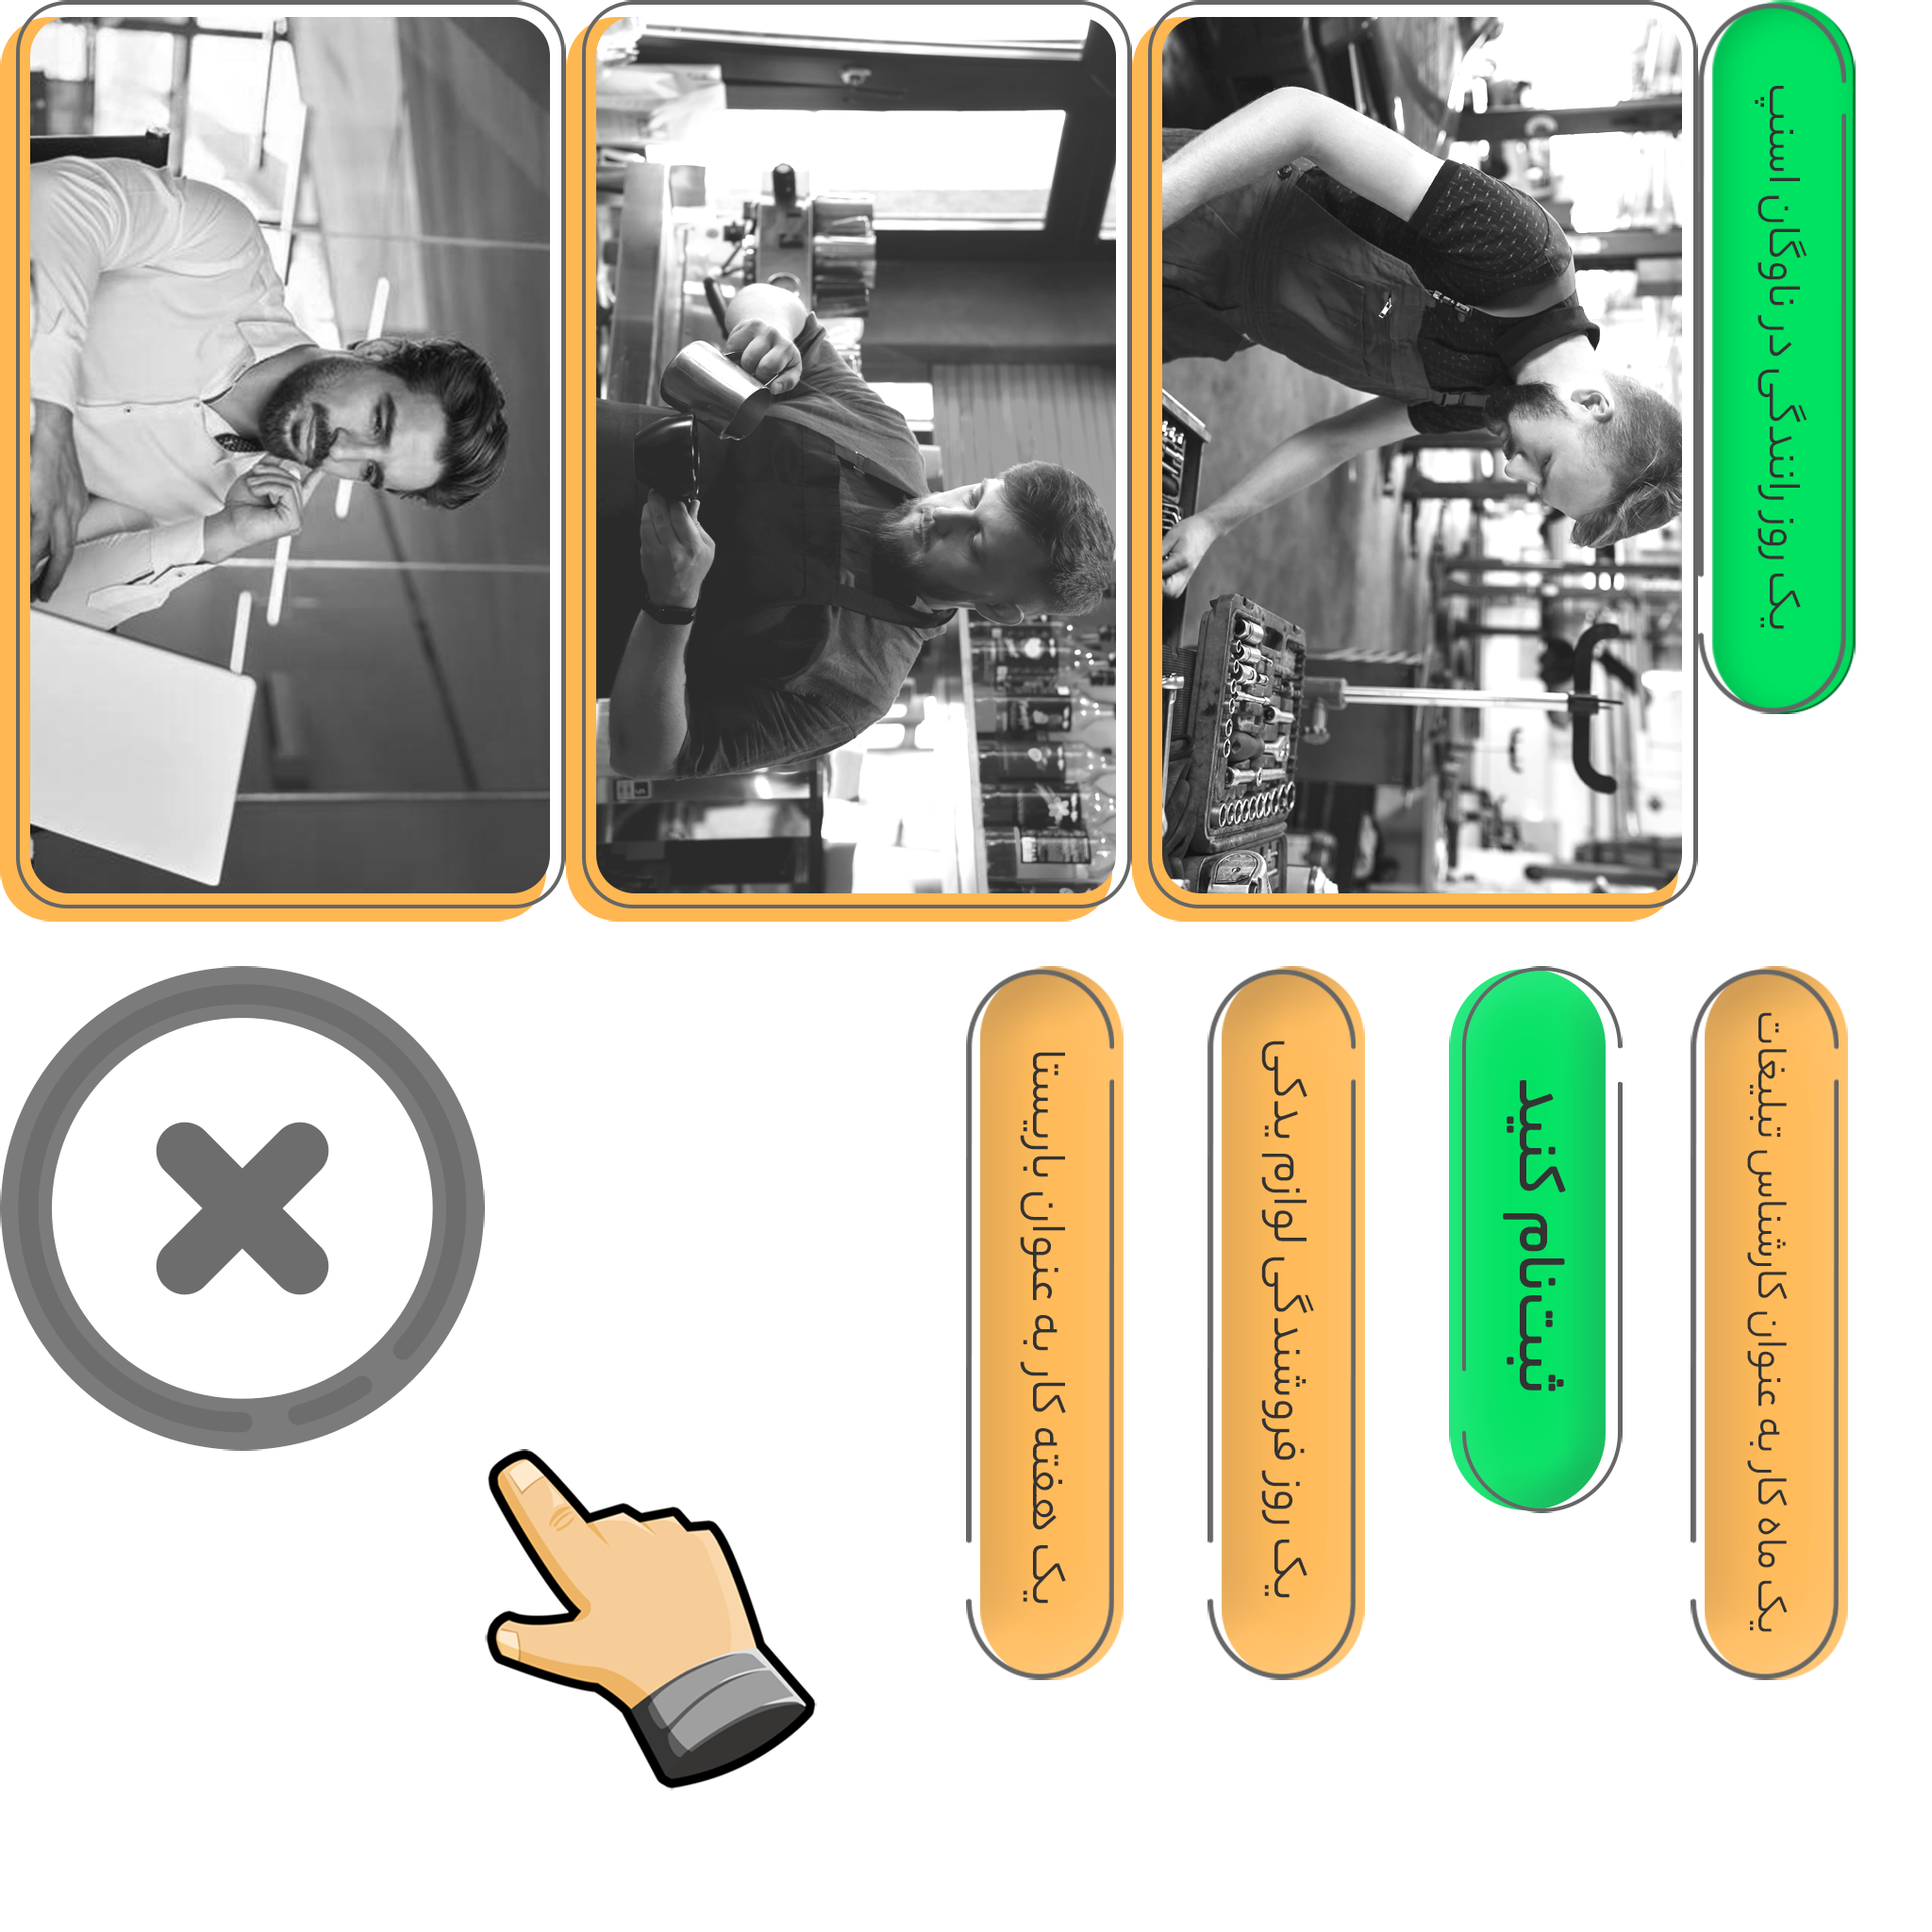 یک روز رانندگی در ناوگان اسنپ
یک هفته کار به عنوان باریستا
یک روز فروشندگی لوازم یدکی
ثبت‌نام کنید
یک ماه کار به عنوان کارشناس تبلیغات